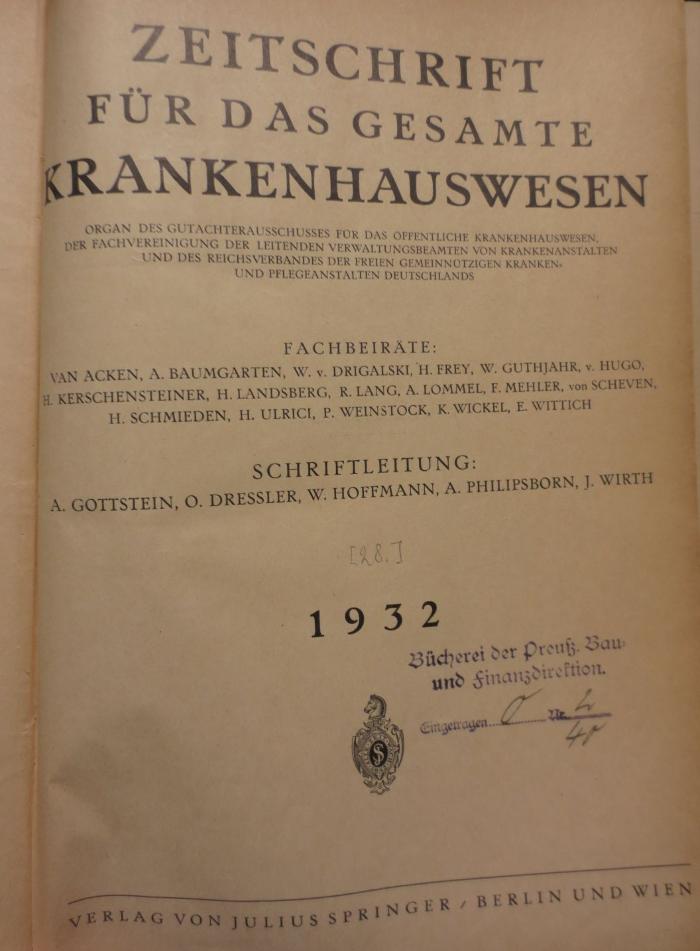 ZEITSCHRIFT
FÜR DAS GESAMTE
KRANKENHAUSWESEN
ORGAN DES GUTACHTERAUSSCHUSSES FÜR DAS ÖFFENTLICHE KRANKENHAUSWESEN,
DER FACHVEREINIGUNG DER LEITENDEN VERWALTUNGSBEAMTEN VON KRANKENANSTALTEN
UND DES REICHSVERBANDES DER FREIEN GEMEINNÜTZIGEN KRANKEN-
UND PFLEGEANSTALTEN DEUTSCHLANDS
FACHBEIRÄTE:
VAN ACKEN, A. BAUMGARTEN, W. v. DRIGALSKI, H. FREY, W. GUTHJAHR, v. HUGO,
H. KERSCHENSTEINER, H. LANDSBERG, R. LANG, A. LOMMEL, F. MEHLER, von SCHEVEN,
H. SCHMIEDEN, H. ULRICI, P. WEINSTOCK, K. WICKEL, E. WITTICH
SCHRIFTLEITUNG:
A. GOTTSTEIN, O. DRESSLER, W. HOFFMANN, A. PHILIPSBORN, J. WIRTH
[28.]
1932
Bücherei der Preuß. Bau-
und Finanzdirektion.
Eingetragen O Nr. 2
40
S
VERLAG VON JULIUS SPRINGER / BERLIN UND WIEN